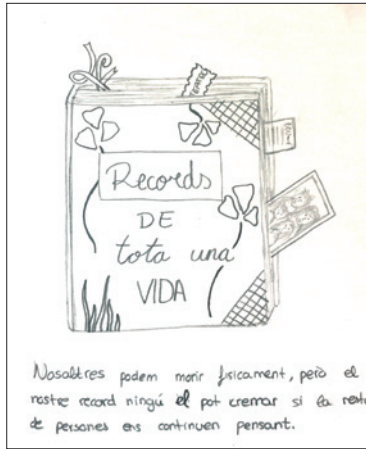 Records
DE
tota una
VIDA
Nosaltres podem morir físicament, però el
nostre record ningú el pot cremar si la resta
de persones ens continuen pensant.